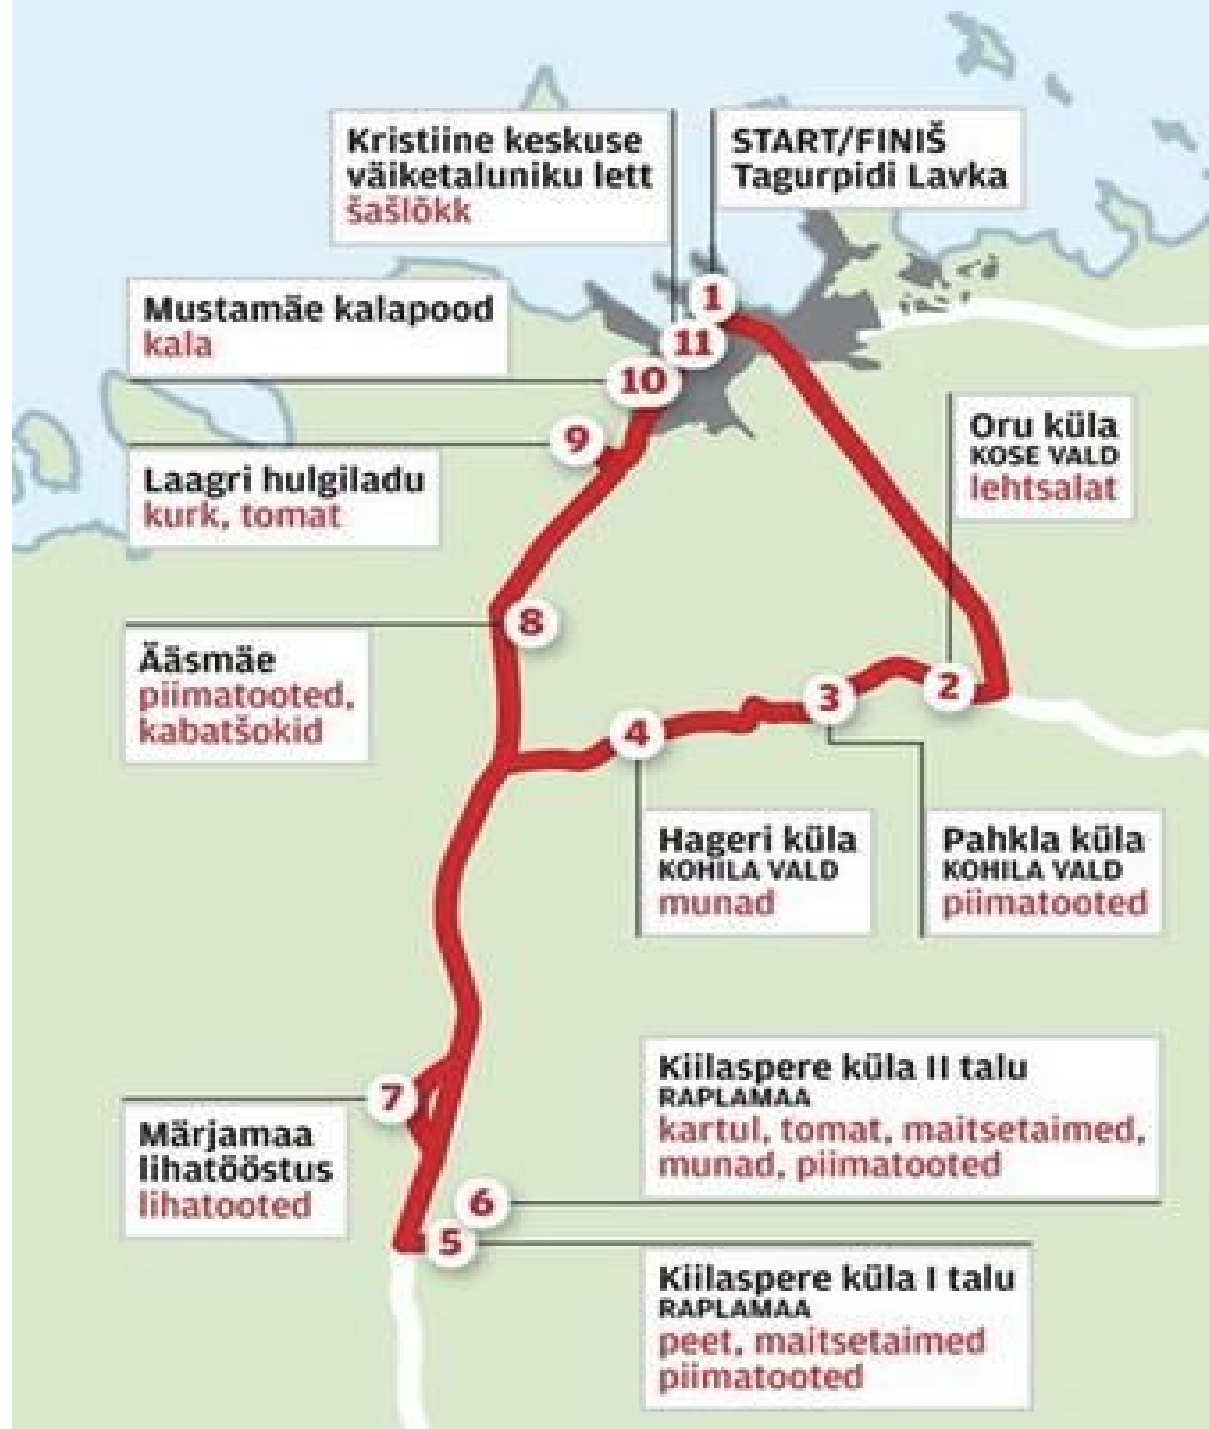 Kristiine keskuse
väiketaluniku lett
šašlõkk
START/FINIŠ
Tagurpidi Lavka
Mustamäe kalapood
kala
1
11
10
9
Laagri hulgiladu
kurk, tomat
Oru küla
KOSE VALD
lehtsalat
8
Ääsmäe
piimatooted,
kabatšokid
2
3
4
Hageri küla
KOHILA VALD
munad
Pahkla küla
KOHILA VALD
piimatooted
7
Märjamaa
lihatööstus
lihatooted
Kiilaspere küla II talu
RAPLAMAA
kartul, tomat, maitsetaimed,
munad, piimatooted
6
5
Kiilaspere küla I talu
RAPLAMAA
peet, maitsetaimed
piimatooted